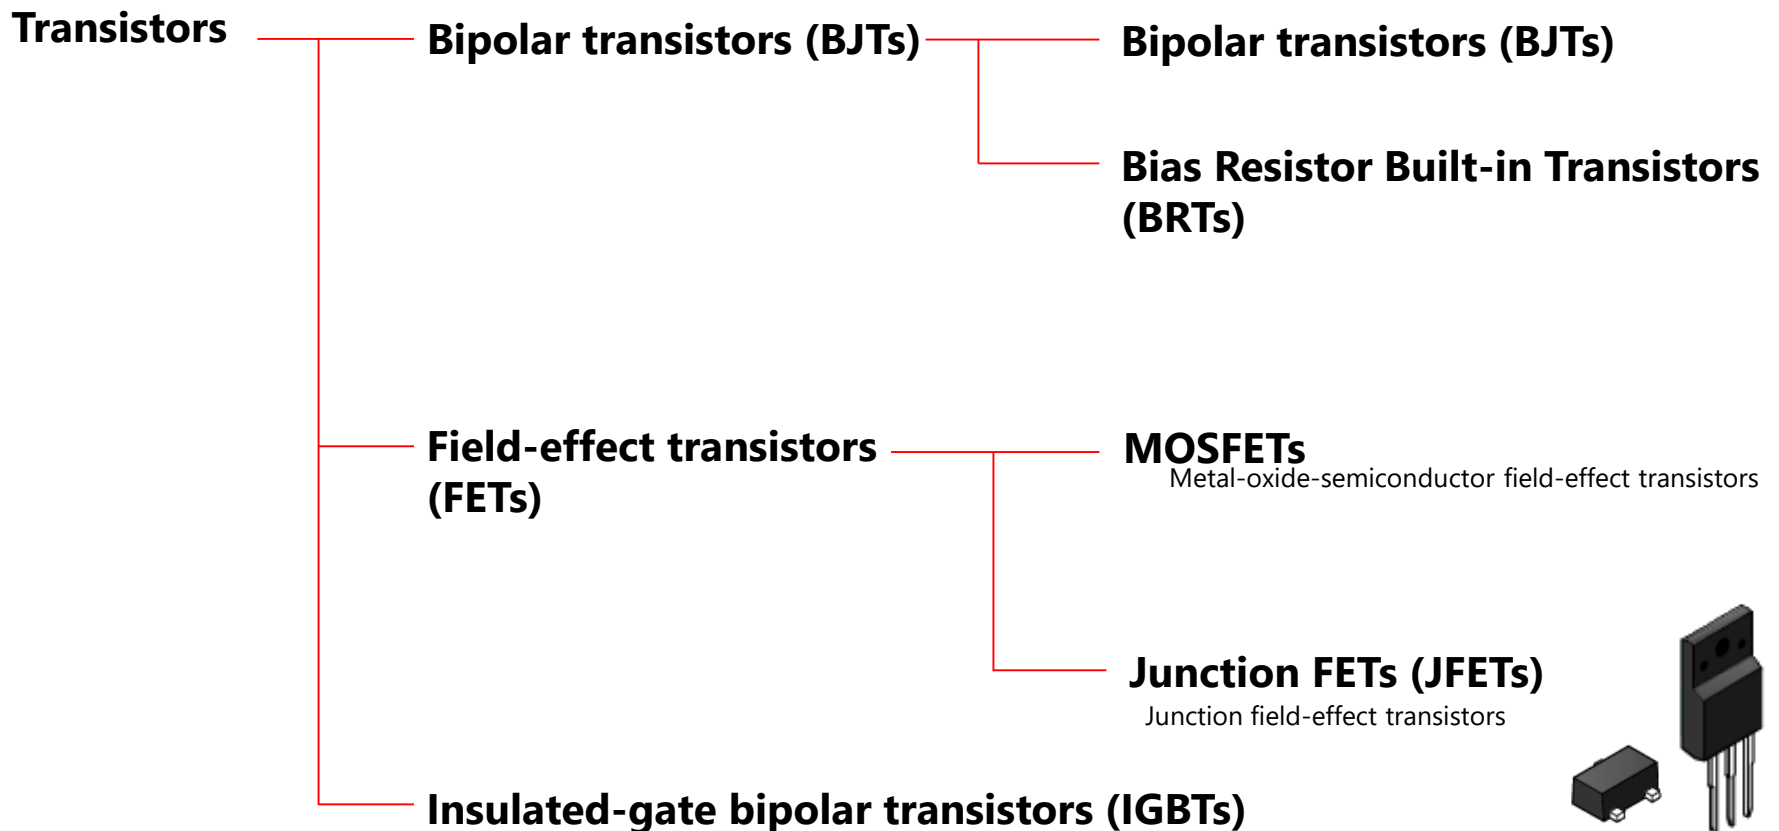 Transistors
Bipolar transistors (BJTs)
Bipolar transistors (BJTs)
Bias Resistor Built-in Transistors
(BRTs)
Field-effect transistors
(FETs)
MOSFETs
Metal-oxide-semiconductor field-effect transistors
Junction FETs (JFETs)
Junction field-effect transistors
Insulated-gate bipolar transistors (IGBTs)